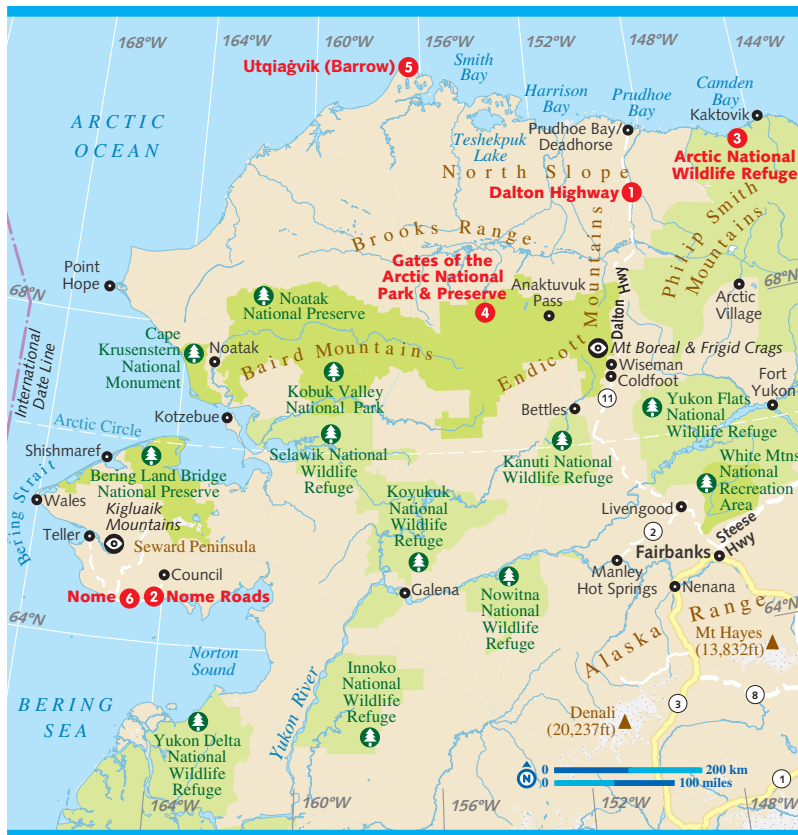 168°W
164°W
160°W
156°W
152°W
148°W
144°W
Utqiaġvik (Barrow) 5
Smith
Bay
Harrison
Bay
Prudhoe
Bay
Camden
Bay
Kaktovik
ARCTIC
OCEAN
Teshekpuk
Lake
Prudhoe Bay/
Deadhorse
3
Arctic National
Wildlife Refuge
North Slope
Dalton Highway 1
Brooks Range
Philip Smith
Mountains
Point
Hope
68°N
Gates of the
Arctic National
Park & Preserve
4
Anaktuvuk
Pass
Endicott Mountains
Dalton Hwy
68°N
Arctic
Village
Noatak
National Preserve
Cape
Krusenstern
National
Monument
Noatak
Baird Mountains
Kobuk Valley
National Park
Mt Boreal & Frigid Crags
Wiseman
Coldfoot
11
Fort
Yukon
International
Date Line
Arctic Circle
Kotzebue
Bettles
Yukon Flats
National
Wildlife Refuge
Shishmaref
Selawik National
Wildlife
Refuge
Kanuti National
Wildlife Refuge
White Mtns
National
Recreation
Area
Bering Strait
Bering Land Bridge
National Preserve
Wales
Kigluaik
Mountains
Koyukuk
National
Wildlife
Refuge
Livengood
2
Steese
Hwy
Teller
Seward Peninsula
Fairbanks
Council
Manley
Hot Springs
Nenana
Nome 6
2 Nome Roads
Galena
Nowitna
National
Wildlife
Refuge
64°N
64°N
Alaska Range
Mt Hayes
(13,832ft)
Norton
Sound
Innoko
National
Wildlife
Refuge
Yukon River
BERING
SEA
Yukon Delta
National
Wildlife
Refuge
Denali
(20,237ft)
3
8
N
0 200 km
0 100 miles
1
164°W
160°W
156°W
152°W
148°W